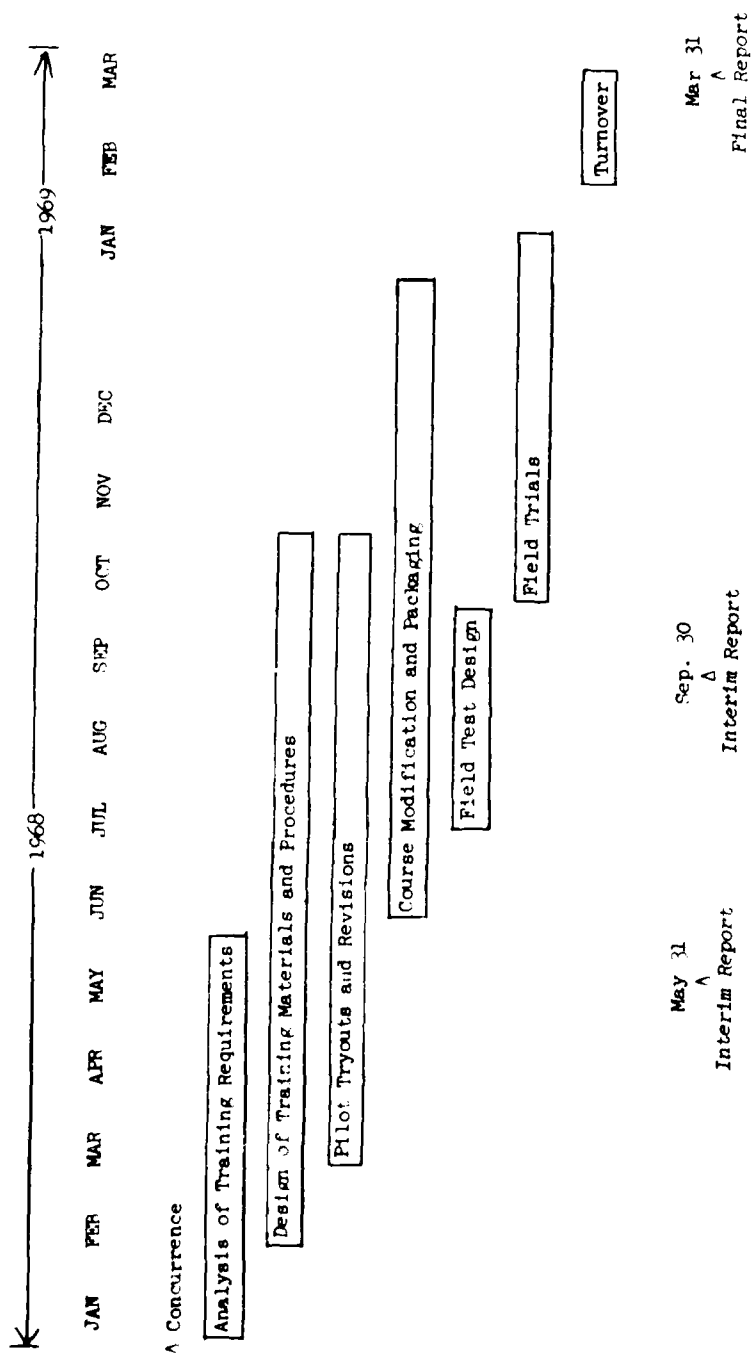 1968 1969
JAN FEB MAR APR MAY JUN JUL AUG SEP OCT NOV DEC JAN FEB MAR
^ Concurrence
Analysis of Training Requirements
Design of Training Materials and Procedures
Pilot Tryouts and Revisions
Course Modification and Packaging
Field Test Design
Field Trials
Turnover
May 31 Sep. 30 Mar 31
^ Δ ^
Interim Report Interim Report Final Report